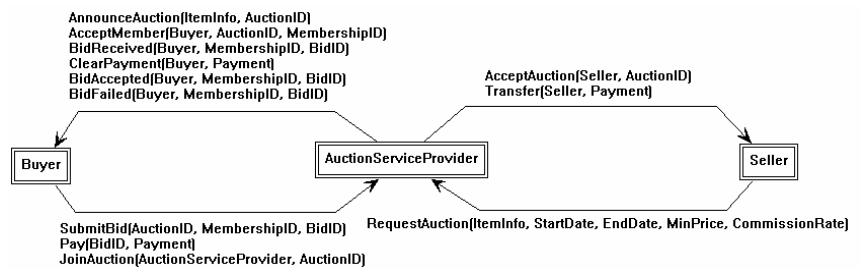 AnnounceAuction(ItemInfo, AuctionID)
AcceptMember(Buyer, AuctionID, MembershipID)
BidReceived(Buyer, MembershipID, BidID)
ClearPayment(Buyer, Payment)
BidAccepted(Buyer, MembershipID, BidID)
BidFailed(Buyer, MembershipID, BidID)
AcceptAuction(Seller, AuctionID)
Transfer(Seller, Payment)
Buyer
AuctionServiceProvider
Seller
SubmitBid(AuctionID, MembershipID, BidID)
Pay(BidID, Payment)
JoinAuction(AuctionServiceProvider, AuctionID)
RequestAuction(ItemInfo, StartDate, EndDate, MinPrice, CommissionRate)